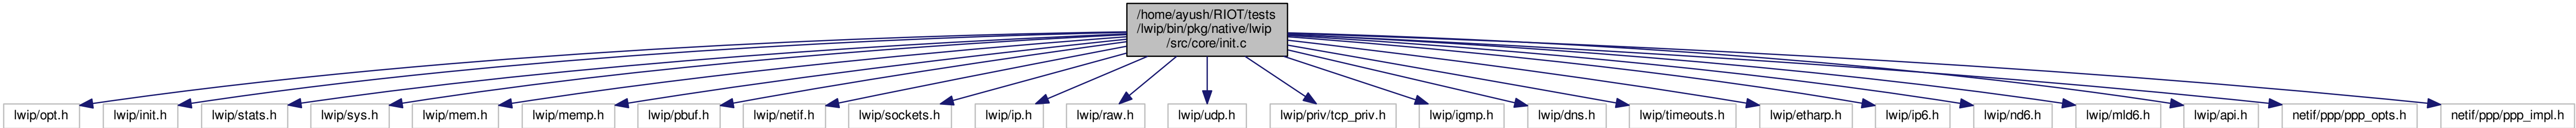 /home/ayush/RIOT/tests
/lwip/bin/pkg/native/lwip
/src/core/init.c
lwip/opt.h
lwip/init.h
lwip/stats.h
lwip/sys.h
lwip/mem.h
lwip/memp.h
lwip/pbuf.h
lwip/netif.h
lwip/sockets.h
lwip/ip.h
lwip/raw.h
lwip/udp.h
lwip/priv/tcp_priv.h
lwip/igmp.h
lwip/dns.h
lwip/timeouts.h
lwip/etharp.h
lwip/ip6.h
lwip/nd6.h
lwip/mld6.h
lwip/api.h
netif/ppp/ppp_opts.h
netif/ppp/ppp_impl.h